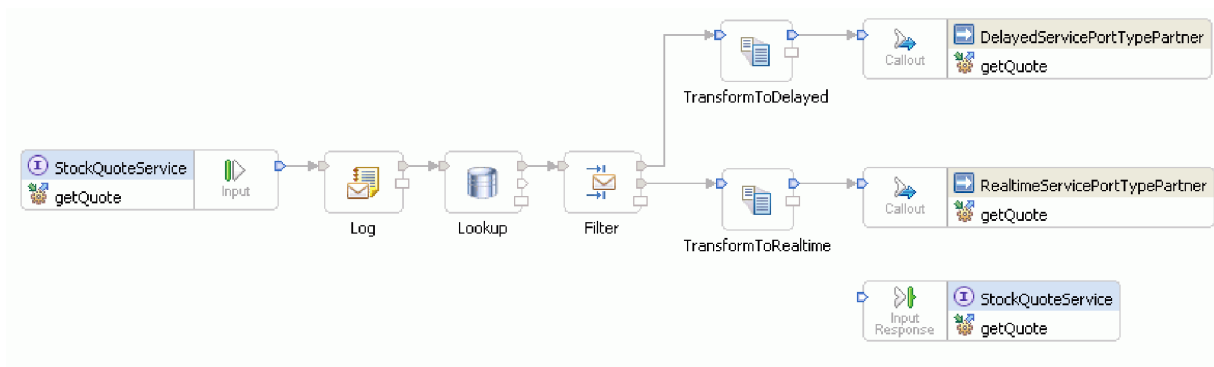 DelayedServicePortTypePartner
Callout
getQuote
TransformToDelayed
I StockQuoteService
Input
getQuote
RealtimeServicePortTypePartner
Callout
getQuote
Log
Lookup
Filter
TransformToRealtime
I StockQuoteService
Input
Response
getQuote